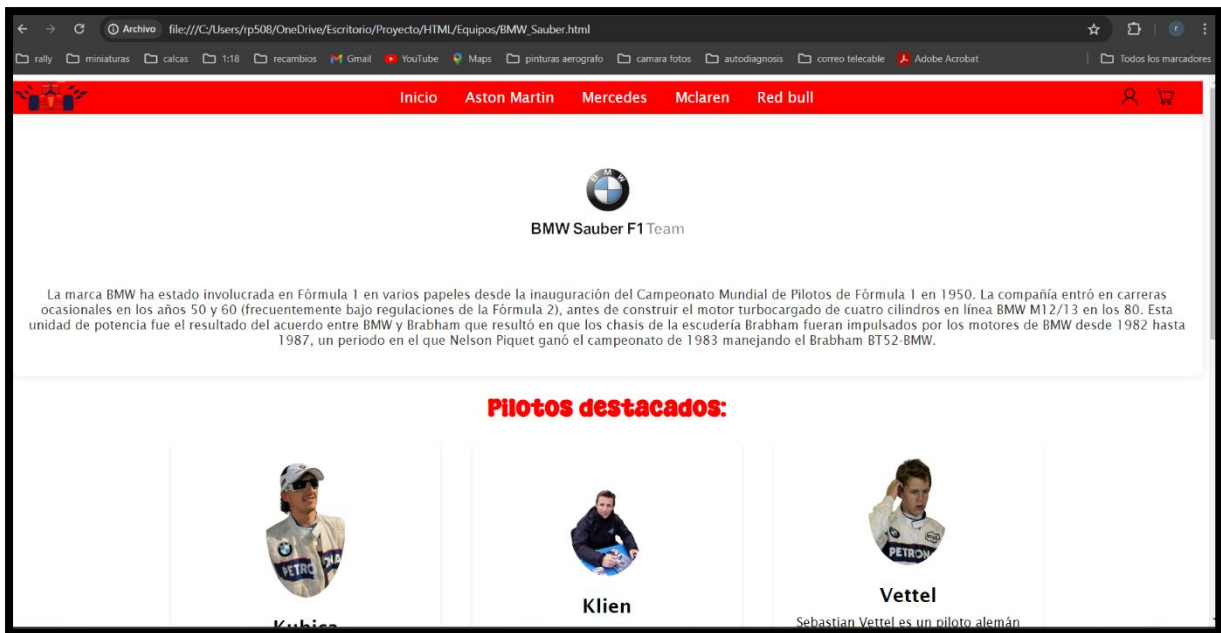 Archivo file:///C:/Users/rp508/OneDrive/Escritorio/Proyecto/HTML/Equipos/BMW_Sauber.html r
rally miniaturas calcas 1:18 recambios Gmail YouTube Maps pinturas aerografo camara fotos autodiagnosis correo telecable Adobe Acrobat Todos los marcadores
Inicio Aston Martin Mercedes Mclaren Red bull
B M W
BMW Sauber F1 Team
La marca BMW ha estado involucrada en Fórmula 1 en varios papeles desde la inauguración del Campeonato Mundial de Pilotos de Fórmula 1 en 1950. La compañía entró en carreras
ocasionales en los años 50 y 60 (frecuentemente bajo regulaciones de la Fórmula 2), antes de construir el motor turbocargado de cuatro cilindros en línea BMW M12/13 en los 80. Esta
unidad de potencia fue el resultado del acuerdo entre BMW y Brabham que resultó en que los chasis de la escudería Brabham fueran impulsados por los motores de BMW desde 1982 hasta
1987, un periodo en el que Nelson Piquet ganó el campeonato de 1983 manejando el Brabham BT52-BMW.
Pilotos destacados:
PETRO
PETRON
Kubica
Klien
Vettel
Sebastian Vettel es un piloto alemán